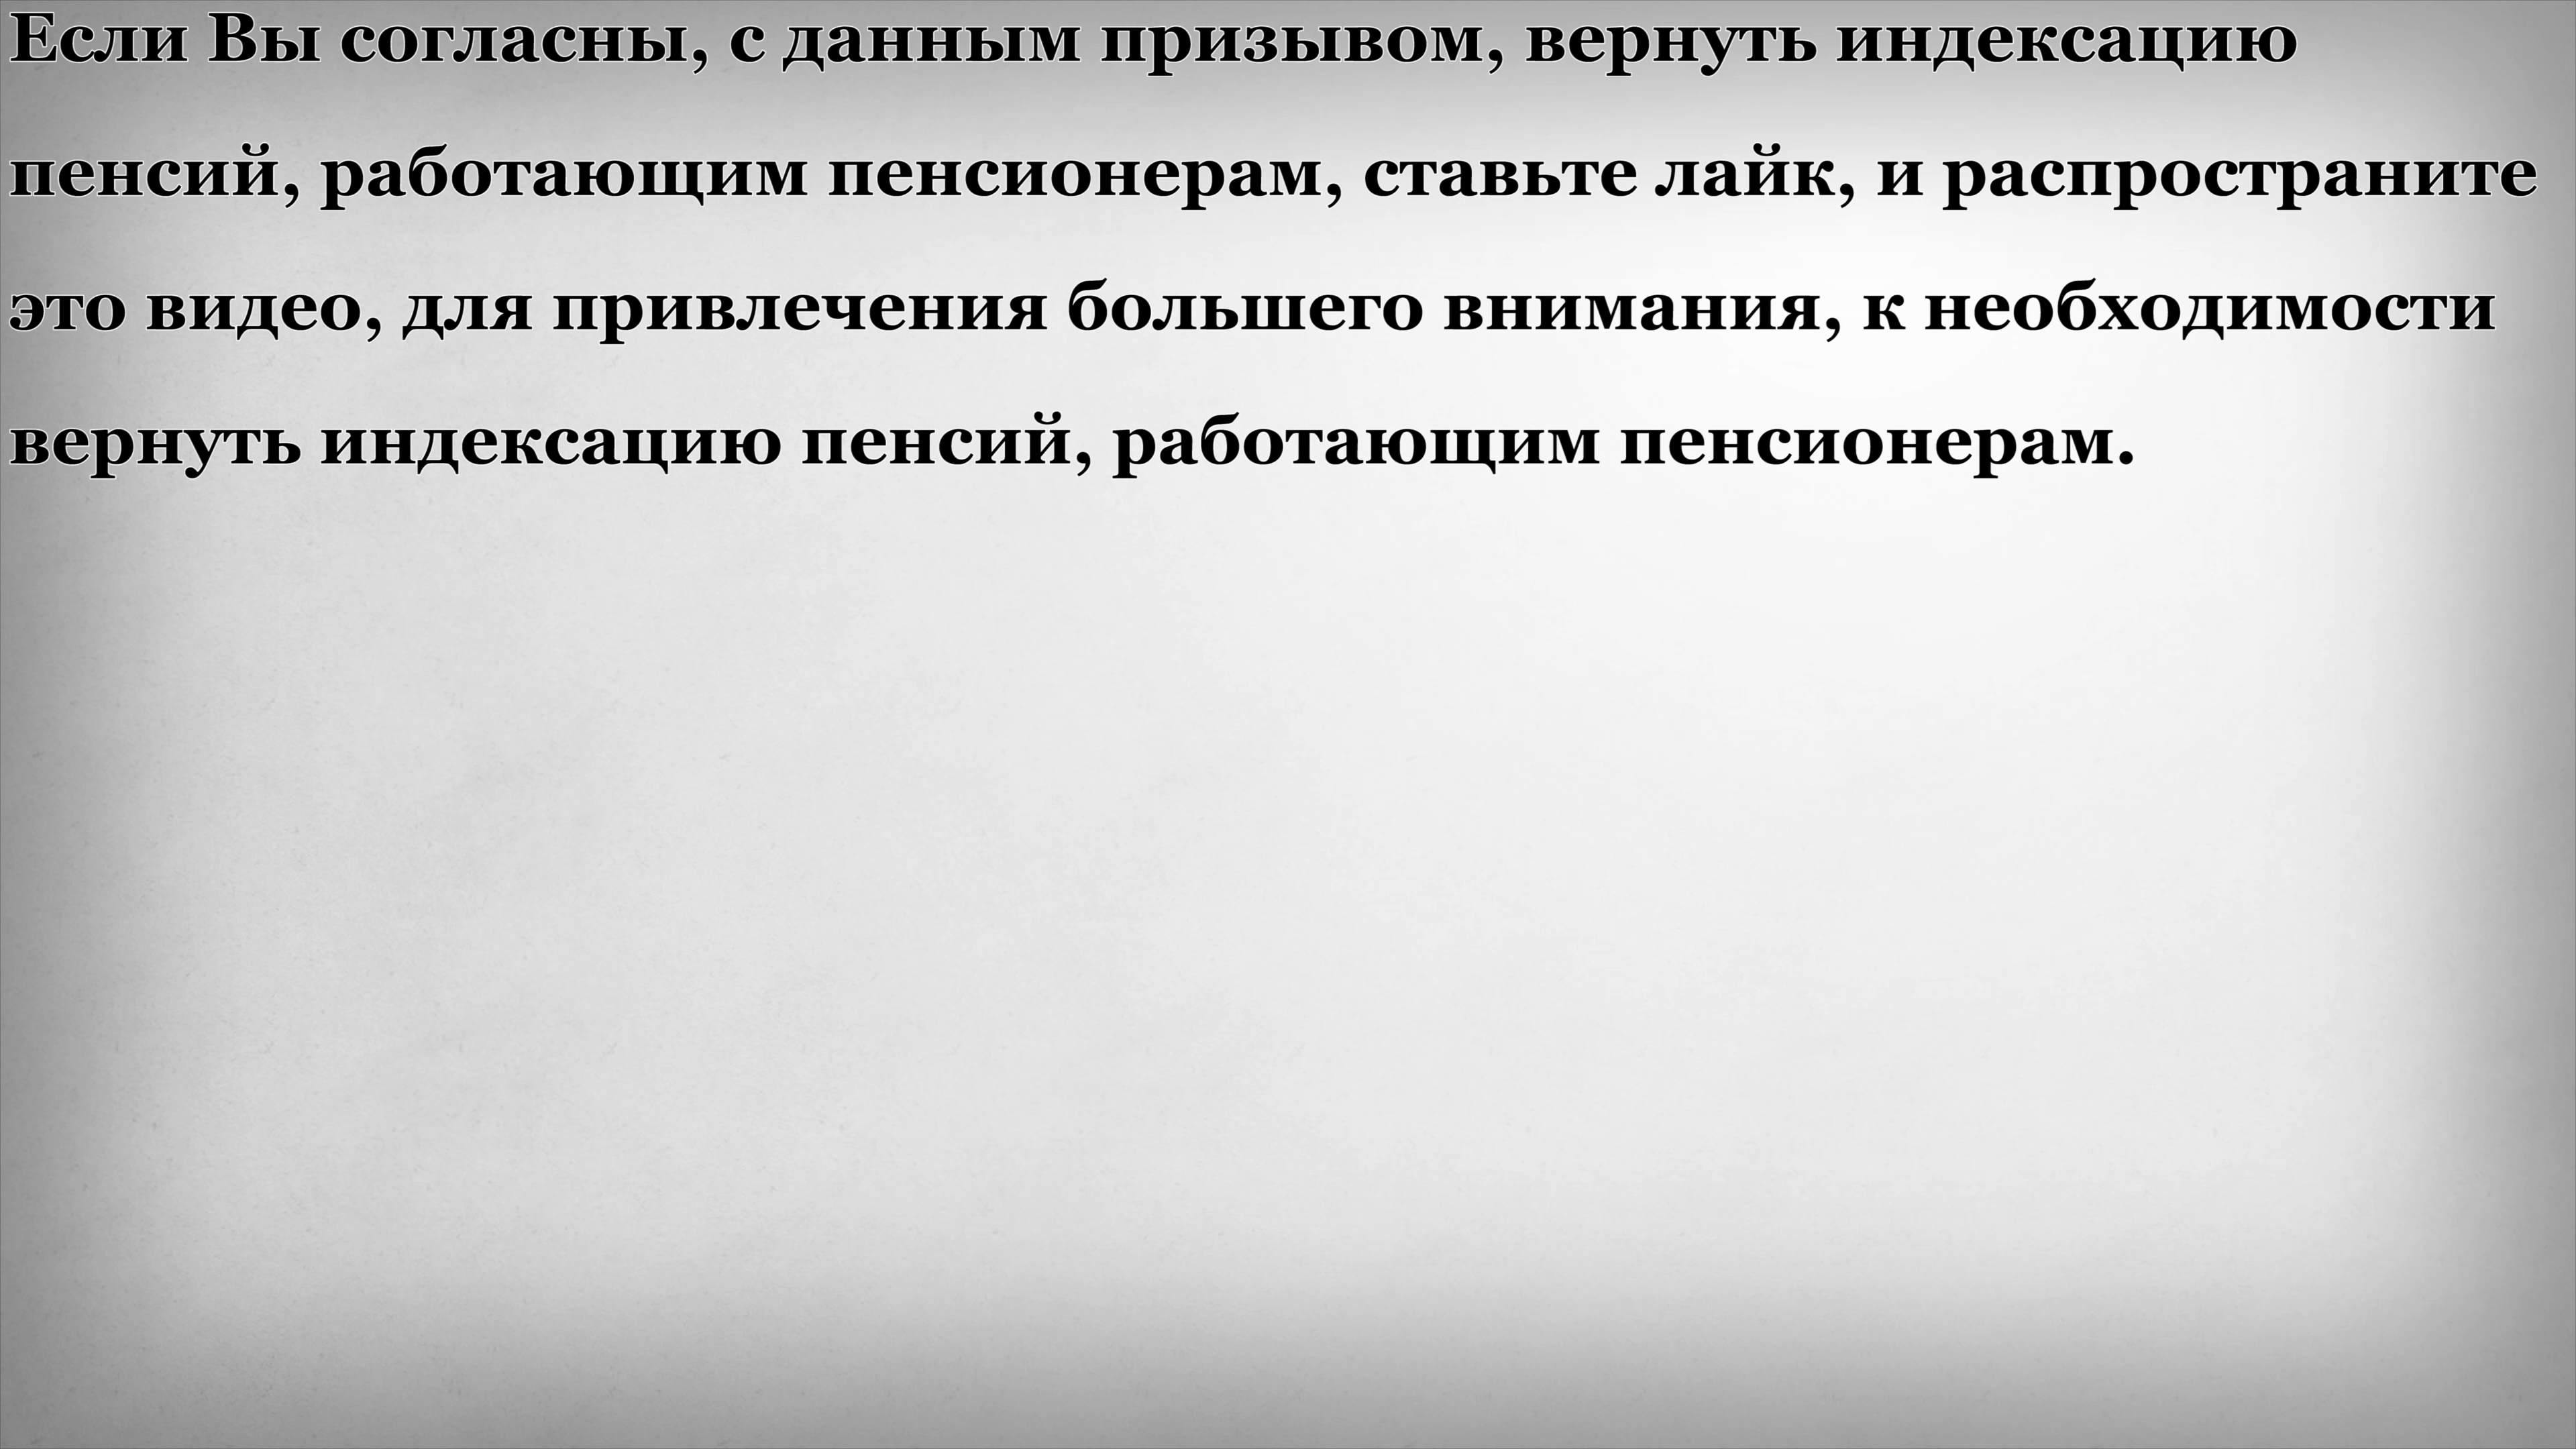 Если Вы согласны, с данным призывом, вернуть индексацию
пенсий, работающим пенсионерам, ставьте лайк, и распространите
это видео, для привлечения большего внимания, к необходимости
вернуть индексацию пенсий, работающим пенсионерам.